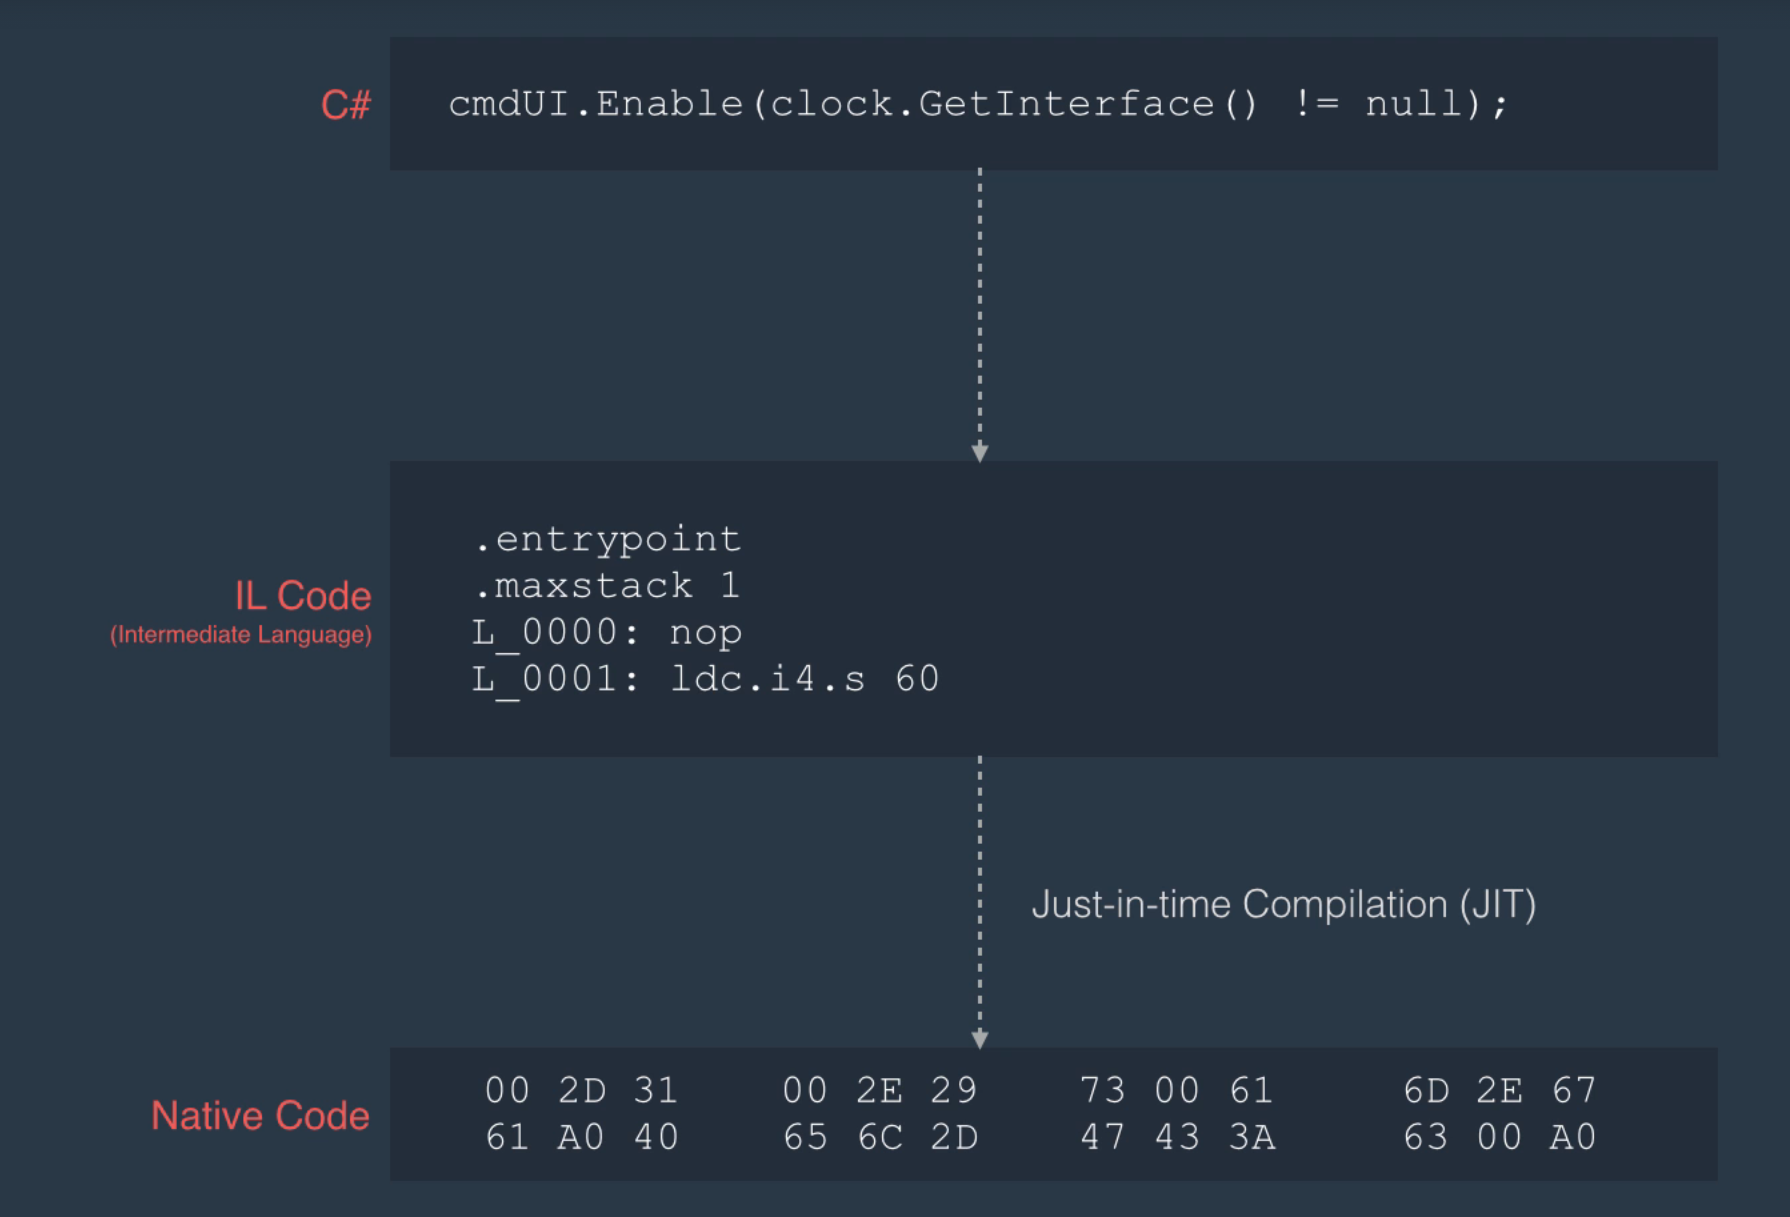 C#
cmdUI.Enable(clock.GetInterface() != null);
IL Code
(Intermediate Language)
.entrypoint
.maxstack 1
L_0000: nop
L_0001: ldc.i4.s 60
Just-in-time Compilation (JIT)
Native Code
00 2D 31 00 2E 29 73 00 61 6D 2E 67
61 A0 40 65 6C 2D 47 43 3A 63 00 A0